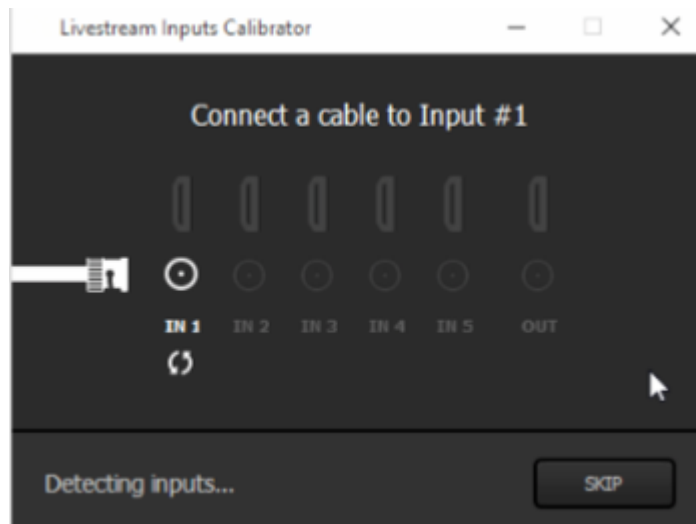 Livestream Inputs Calibrator
Connect a cable to Input #1
IN 1 IN 2 IN 3 IN 4 IN 5 OUT
Detecting inputs...
SKIP